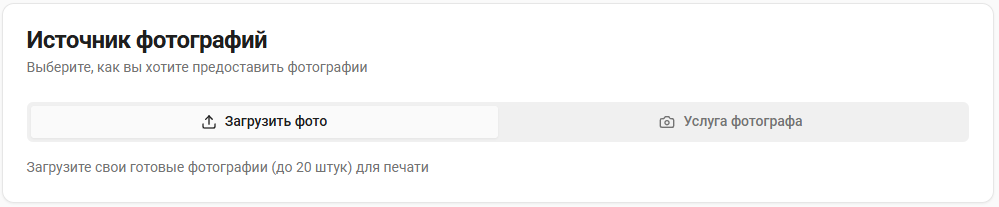 Источник фотографий
Выберите, как вы хотите предоставить фотографии
Загрузить фото
Услуга фотографа
Загрузите свои готовые фотографии (до 20 штук) для печати